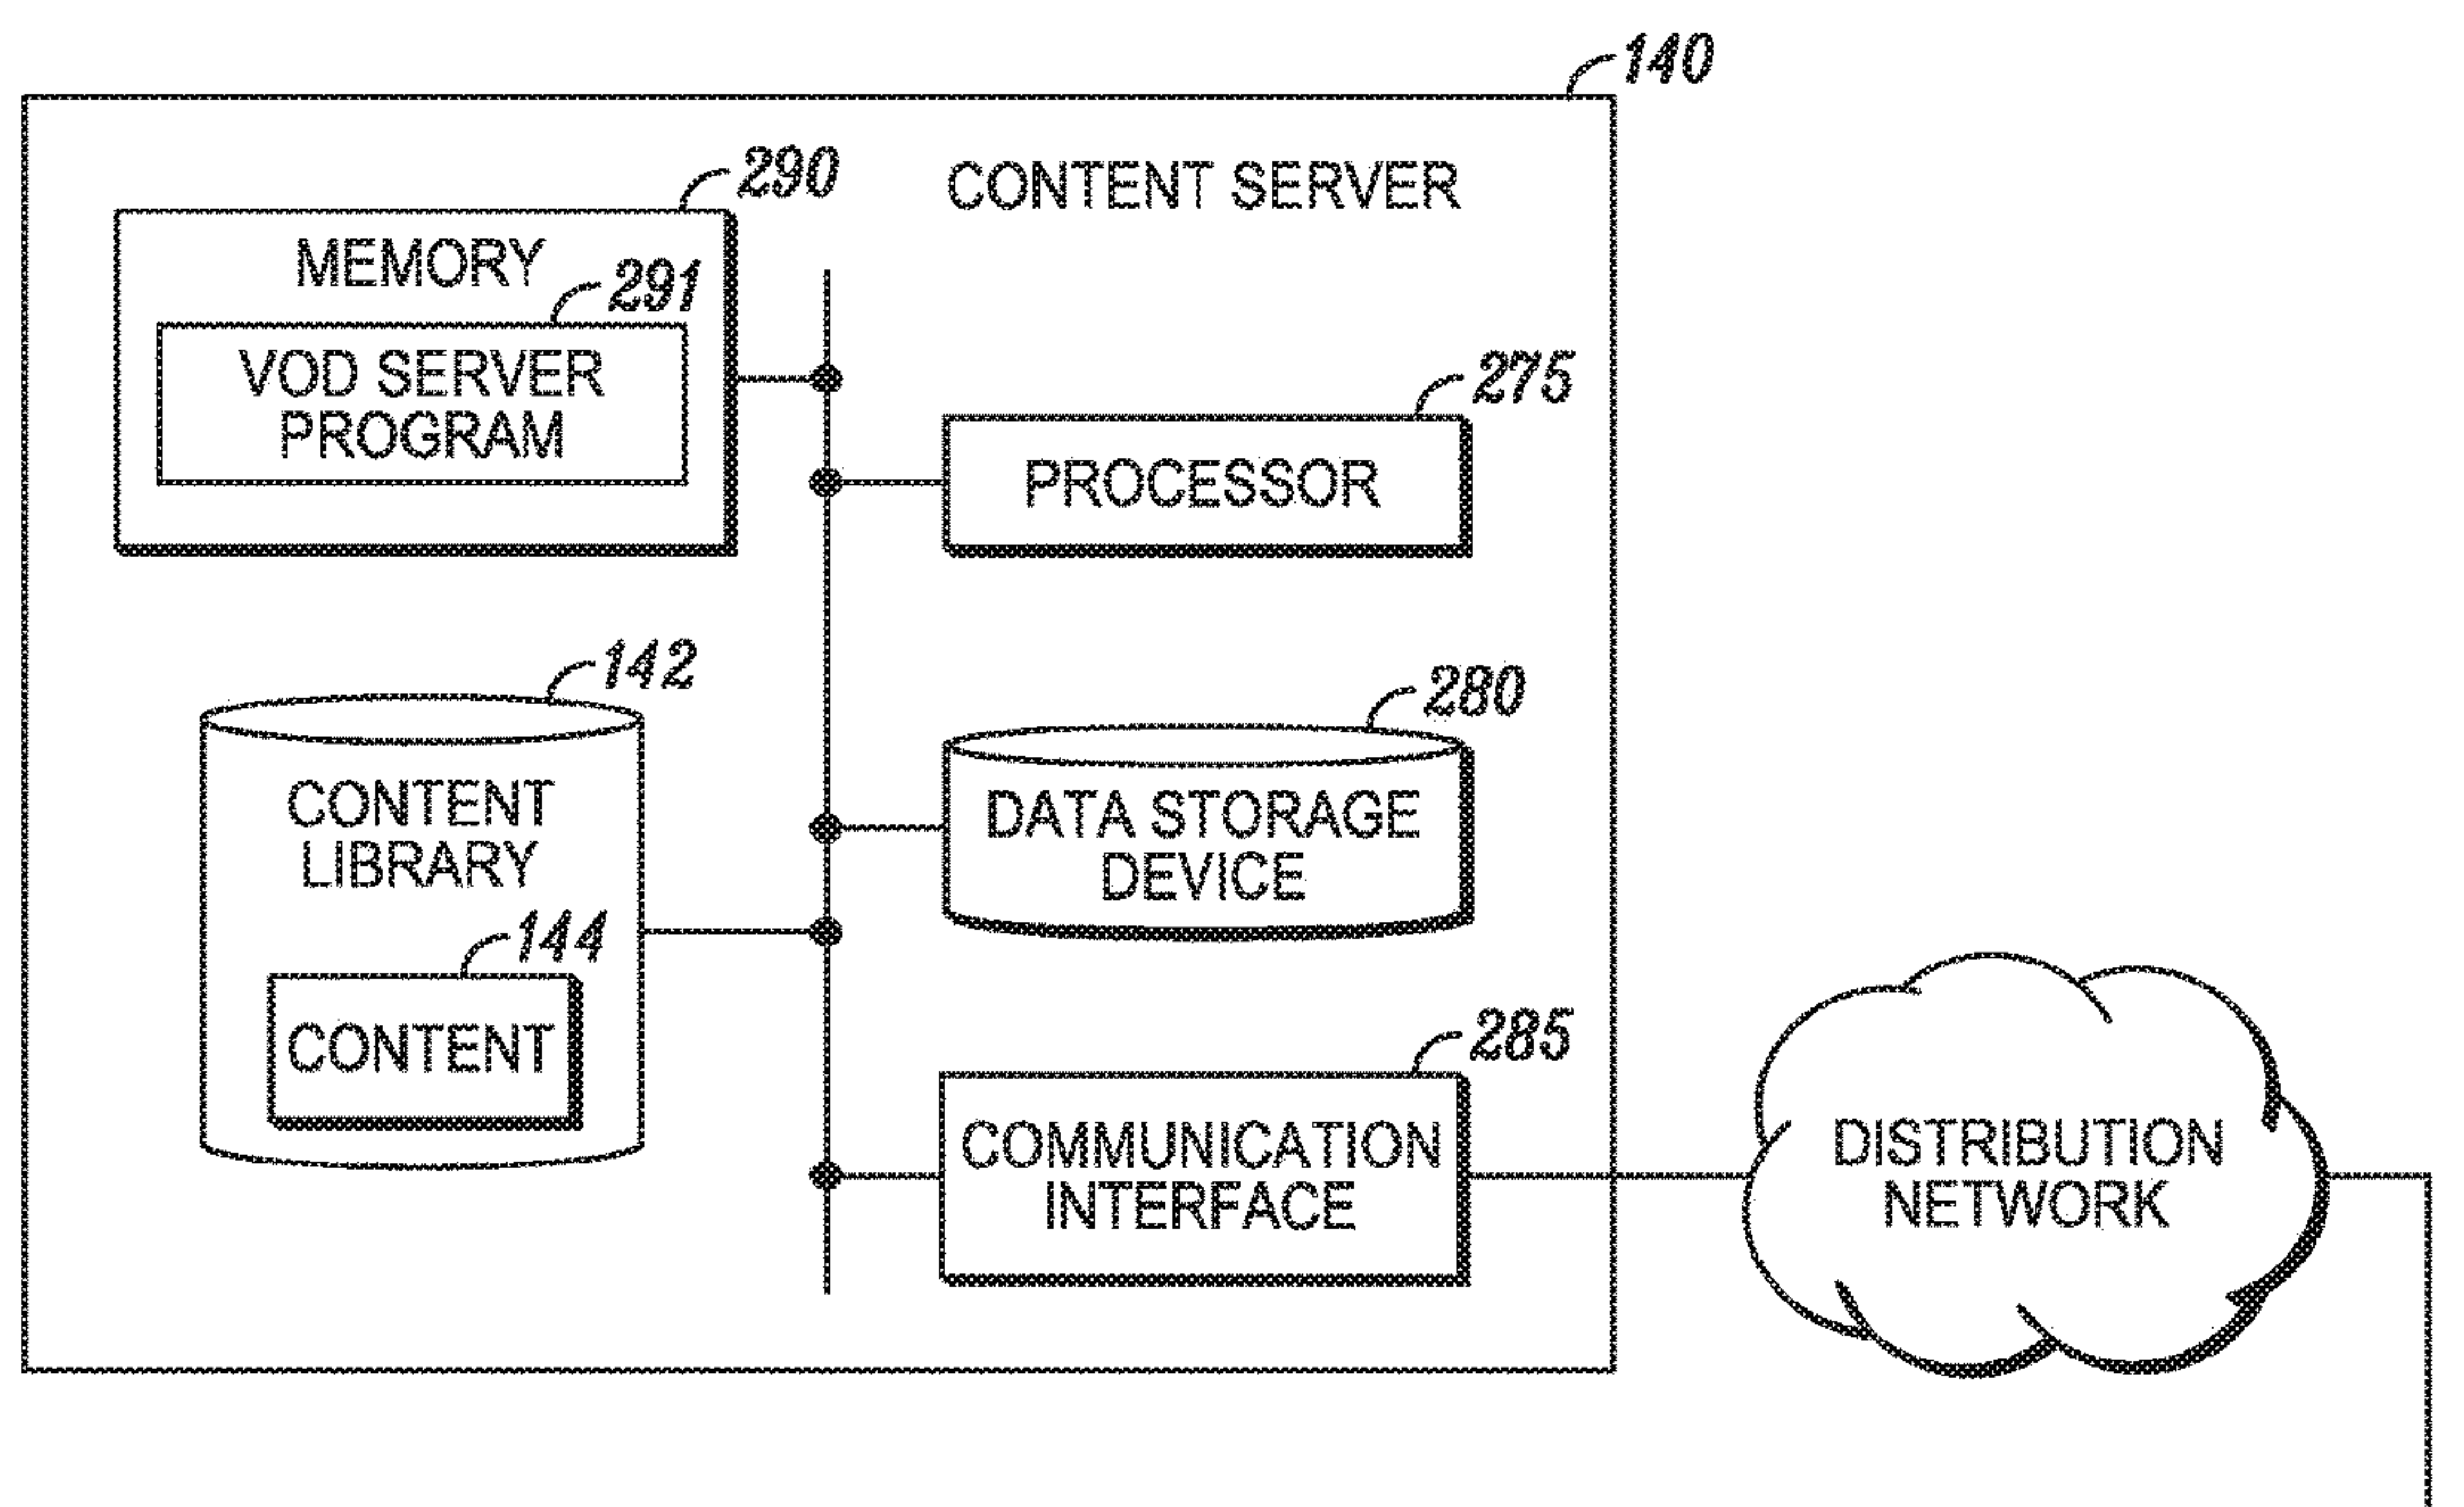 140
290
CONTENT SERVER
MEMORY
291
VOD SERVER
PROGRAM
275
PROCESSOR
142
280
CONTENT
LIBRARY
DATA STORAGE
DEVICE
144
CONTENT
285
COMMUNICATION
INTERFACE
DISTRIBUTION
NETWORK